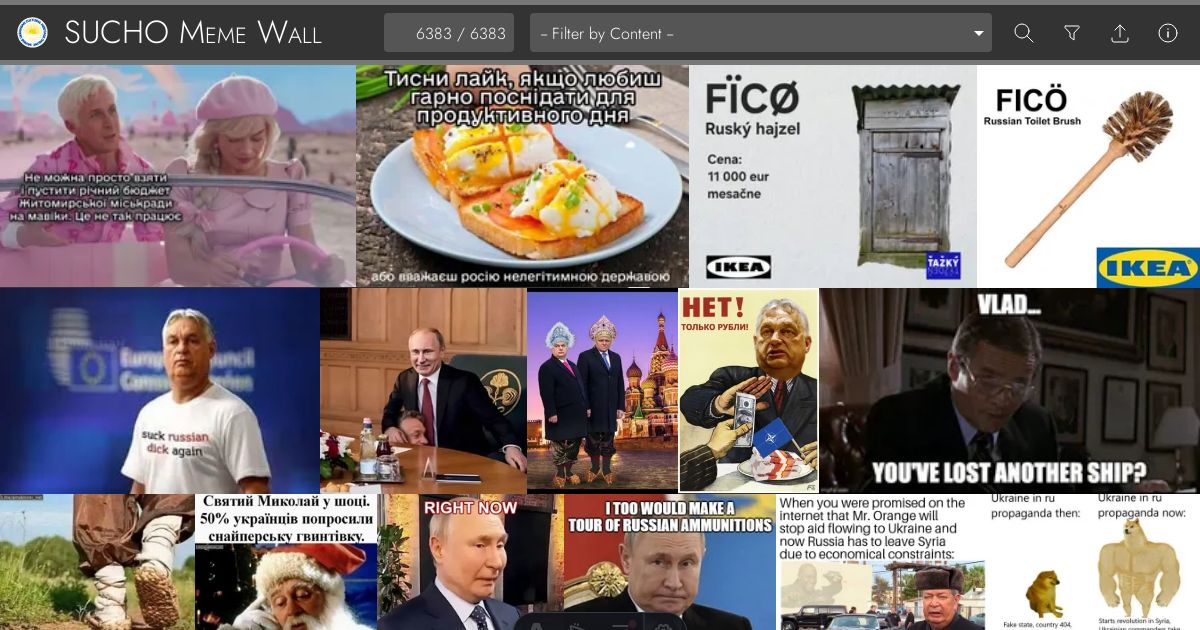 SUCHO Meme Wall
6383 / 6383
– Filter by Content –
Не можна просто взяти
і пустити річний бюджет
Житомирської міськради
на мавіки. Це не так працює
Тисни лайк, якщо любиш
гарно поснідати для
продуктивного дня
або вважаєш росію нелегітимною державою
FÏCØ
Ruský hajzel
Cena:
11 000 eur
mesačne
IKEA
ŤAŽKÝ
FICÖ
Russian Toilet Brush
IKEA
European Council
suck russian
dick again
НЕТ!
ТОЛЬКО РУБЛИ!
VLAD...
YOU'VE LOST ANOTHER SHIP?
Святий Миколай у шоці.
50% українців попросили
снайперську гвинтівку.
RIGHT NOW
I TOO WOULD MAKE A
TOUR OF RUSSIAN AMMUNITIONS
When you were promised on the
internet that Mr. Orange will
stop aid flowing to Ukraine and
now Russia has to leave Syria
due to economical constraints:
Ukraine in ru
propaganda then:
Ukraine in ru
propaganda now:
Fake state, country 404,
Starts revolution in Syria,
Ukrainian commanders take